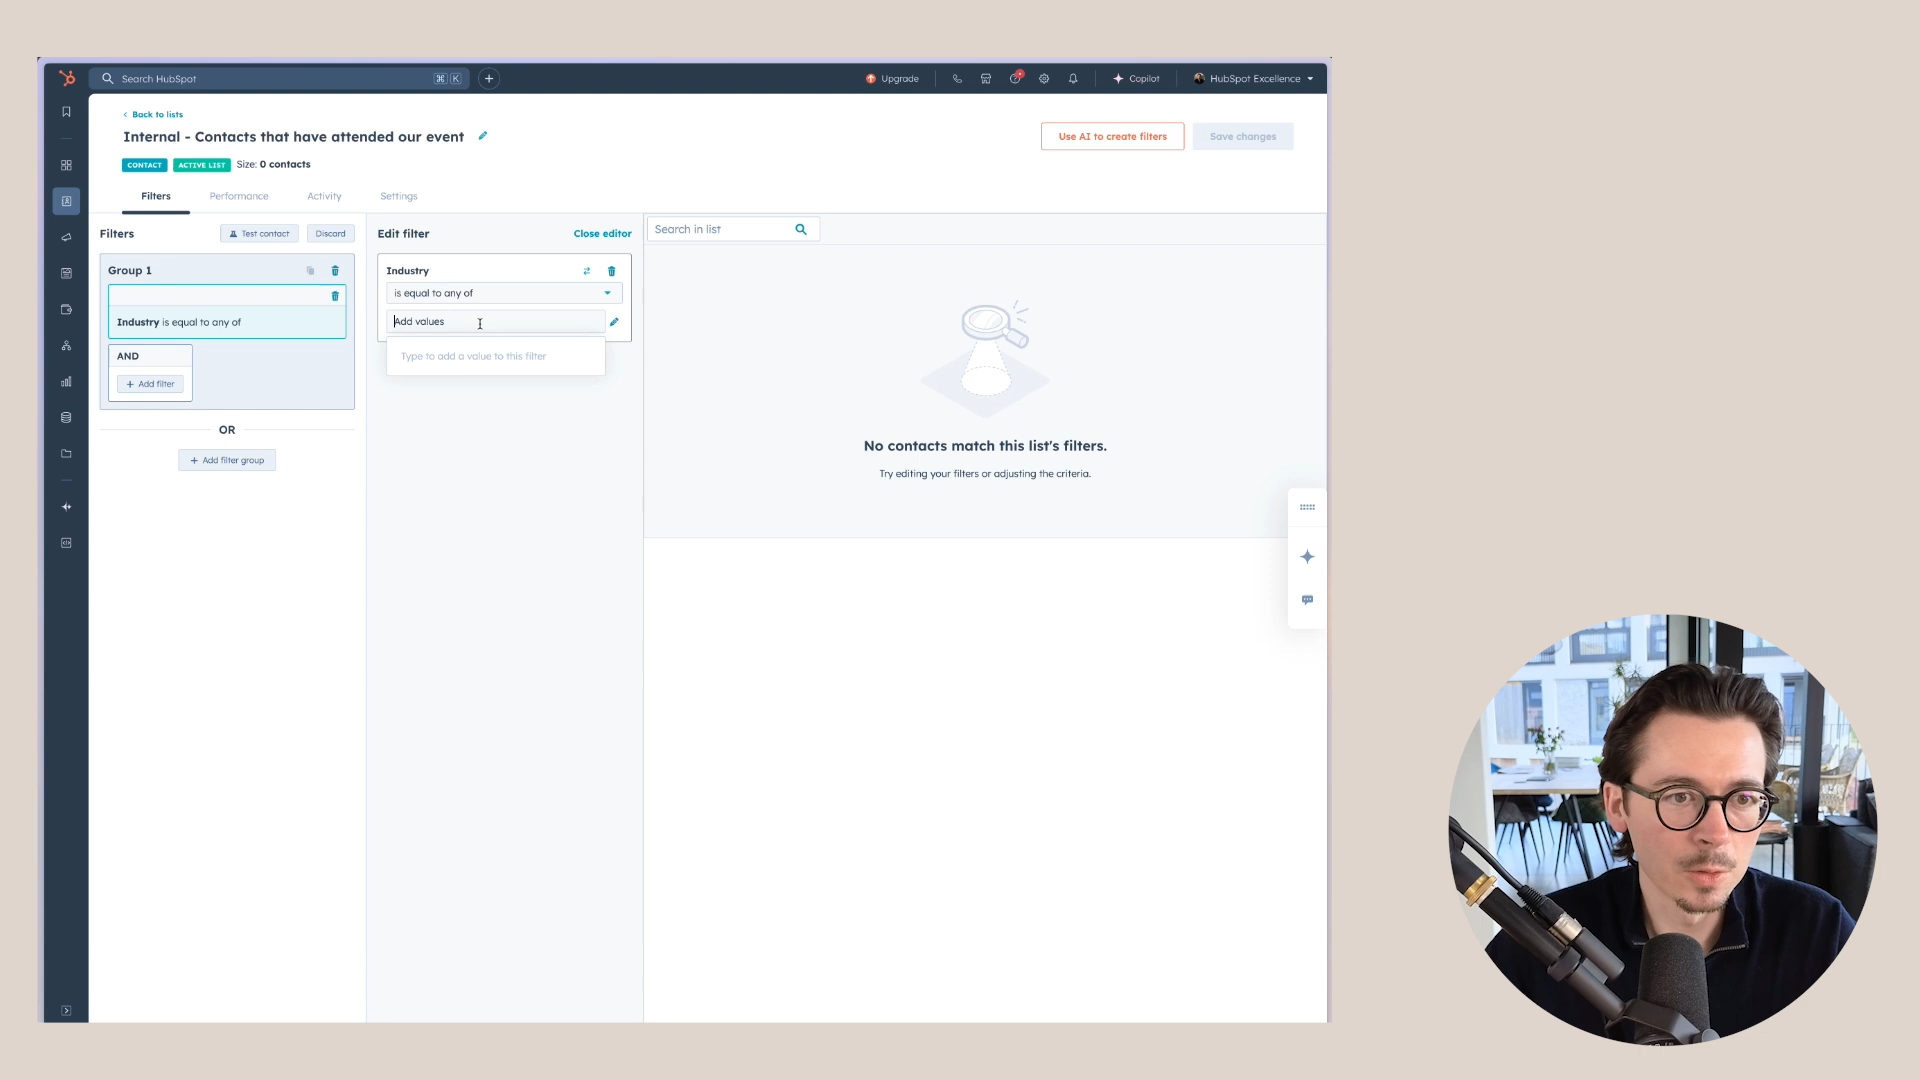 Search HubSpot
⌘ K
Upgrade
Copilot
HubSpot Excellence
Back to lists
Internal - Contacts that have attended our event
Use AI to create filters
Save changes
CONTACT
ACTIVE LIST
Size: 0 contacts
Filters
Performance
Activity
Settings
Filters
Test contact
Discard
Edit filter
Close editor
Search in list
Group 1
Industry is equal to any of
AND
+ Add filter
OR
+ Add filter group
Industry
is equal to any of
Add values
Type to add a value to this filter
No contacts match this list's filters.
Try editing your filters or adjusting the criteria.